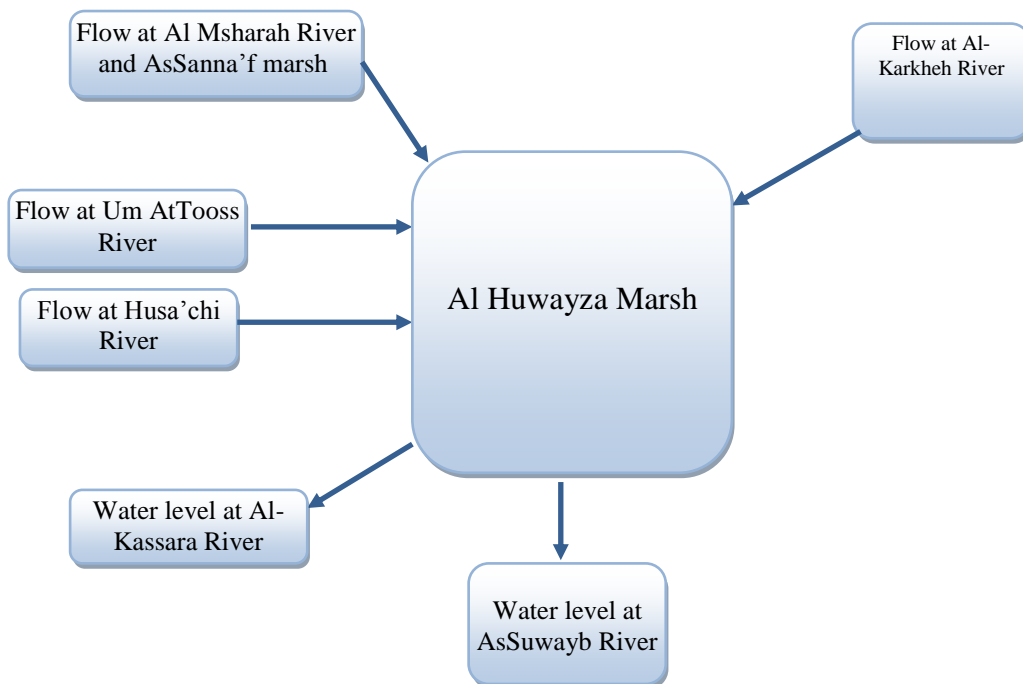 Flow at Al Msharah River
and AsSanna’f marsh
Flow at Al-
Karkheh River
Flow at Um AtTooss
River
Flow at Husa’chi
River
Al Huwayza Marsh
Water level at Al-
Kassara River
Water level at
AsSuwayb River